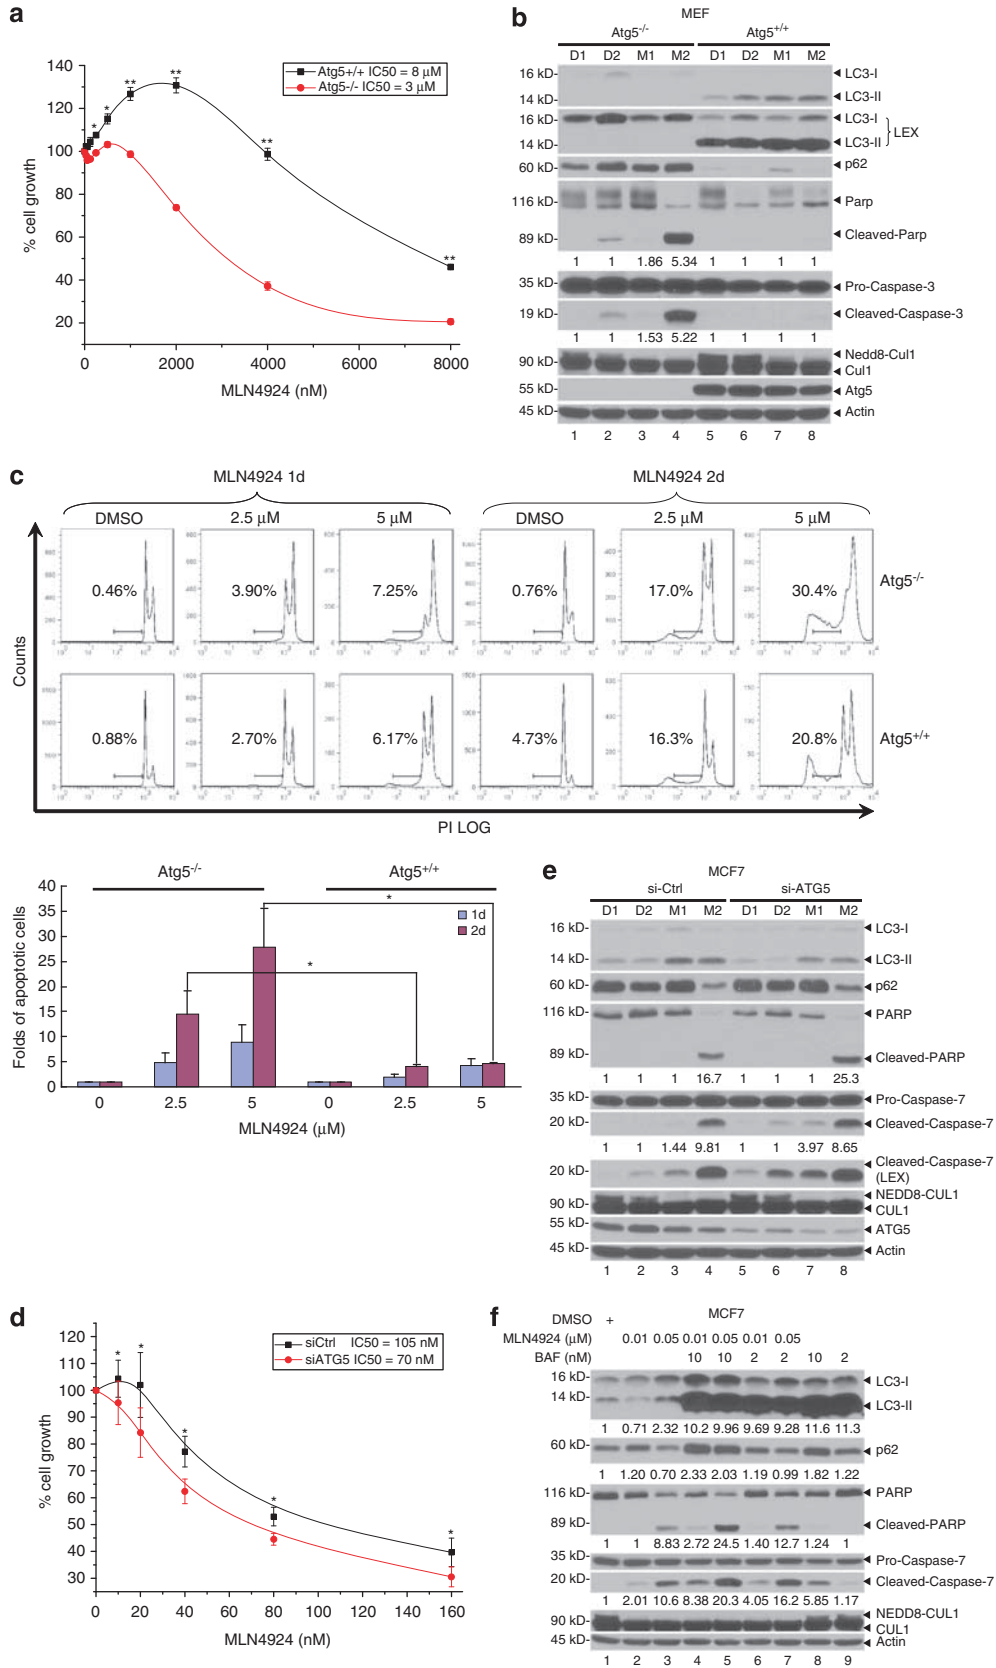 a
140
120
100
80
60
40
20
% cell growth
Atg5+/+ IC50 = 8 µM
Atg5-/- IC50 = 3 µM
* * ** ** ** **
0 2000 4000 6000 8000
MLN4924 (nM)
b
MEF
Atg5-/- Atg5+/+
D1 D2 M1 M2 D1 D2 M1 M2
16 kD- LC3-I
14 kD- LC3-II
16 kD- LC3-I
14 kD- LC3-II
LEX
60 kD- p62
116 kD- Parp
89 kD- Cleaved-Parp
1 1 1.86 5.34 1 1 1 1
35 kD- Pro-Caspase-3
19 kD- Cleaved-Caspase-3
1 1 1.53 5.22 1 1 1 1
90 kD- Nedd8-Cul1
Cul1
55 kD- Atg5
45 kD- Actin
1 2 3 4 5 6 7 8
c
MLN4924 1d MLN4924 2d
DMSO 2.5 µM 5 µM DMSO 2.5 µM 5 µM
0.46% 3.90% 7.25% 0.76% 17.0% 30.4% Atg5-/-
0.88% 2.70% 6.17% 4.73% 16.3% 20.8% Atg5+/+
Counts
PI LOG
Atg5-/- Atg5+/+
40
35
30
25
20
15
10
5
0
Folds of apoptotic cells
1d
2d
*
*
0 2.5 5 0 2.5 5
MLN4924 (µM)
e
MCF7
si-Ctrl si-ATG5
D1 D2 M1 M2 D1 D2 M1 M2
16 kD- LC3-I
14 kD- LC3-II
60 kD- p62
116 kD- PARP
89 kD- Cleaved-PARP
1 1 1 16.7 1 1 1 25.3
35 kD- Pro-Caspase-7
20 kD- Cleaved-Caspase-7
1 1 1.44 9.81 1 1 3.97 8.65
20 kD- Cleaved-Caspase-7
(LEX)
NEDD8-CUL1
90 kD- CUL1
55 kD- ATG5
45 kD- Actin
1 2 3 4 5 6 7 8
d
120
110
100
90
80
70
60
50
40
30
% cell growth
siCtrl IC50 = 105 nM
siATG5 IC50 = 70 nM
* * * * *
0 20 40 60 80 100 120 140 160
MLN4924 (nM)
f
MCF7
DMSO +
MLN4924 (µM) 0.01 0.05 0.01 0.05 0.01 0.05
BAF (nM) 10 10 2 2 10 2
16 kD- LC3-I
14 kD- LC3-II
1 0.71 2.32 10.2 9.96 9.69 9.28 11.6 11.3
60 kD- p62
1 1.20 0.70 2.33 2.03 1.19 0.99 1.82 1.22
116 kD- PARP
89 kD- Cleaved-PARP
1 1 8.83 2.72 24.5 1.40 12.7 1.24 1
35 kD- Pro-Caspase-7
20 kD- Cleaved-Caspase-7
1 2.01 10.6 8.38 20.3 4.05 16.2 5.85 1.17
90 kD- NEDD8-CUL1
CUL1
45 kD- Actin
1 2 3 4 5 6 7 8 9